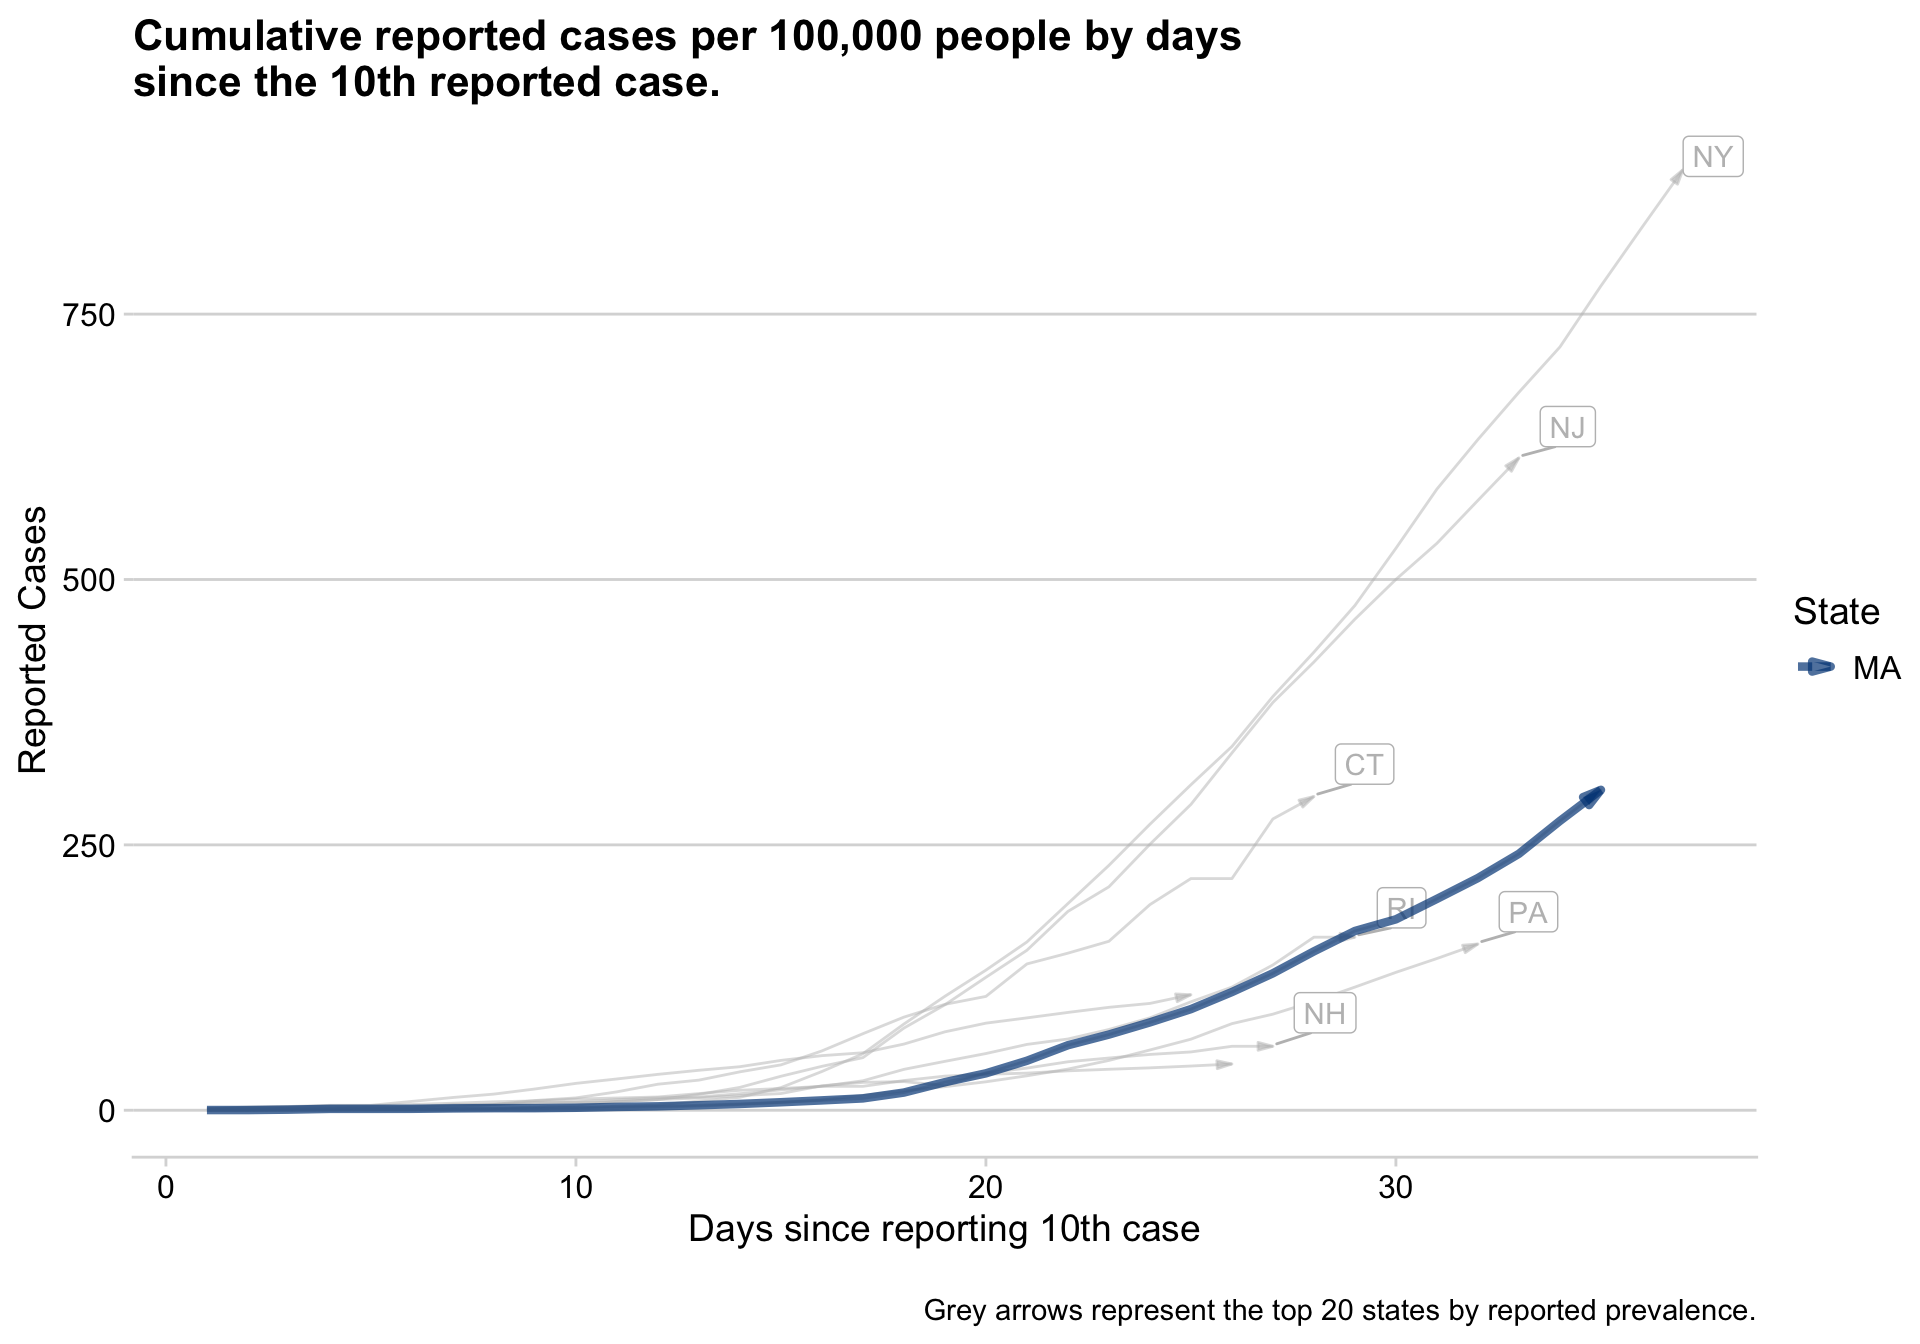 Cumulative reported cases per 100,000 people by days
since the 10th reported case.
NY
750
NJ
500
Reported Cases
State
MA
CT
250
RI
PA
NH
0
0 10 20 30
Days since reporting 10th case
Grey arrows represent the top 20 states by reported prevalence.